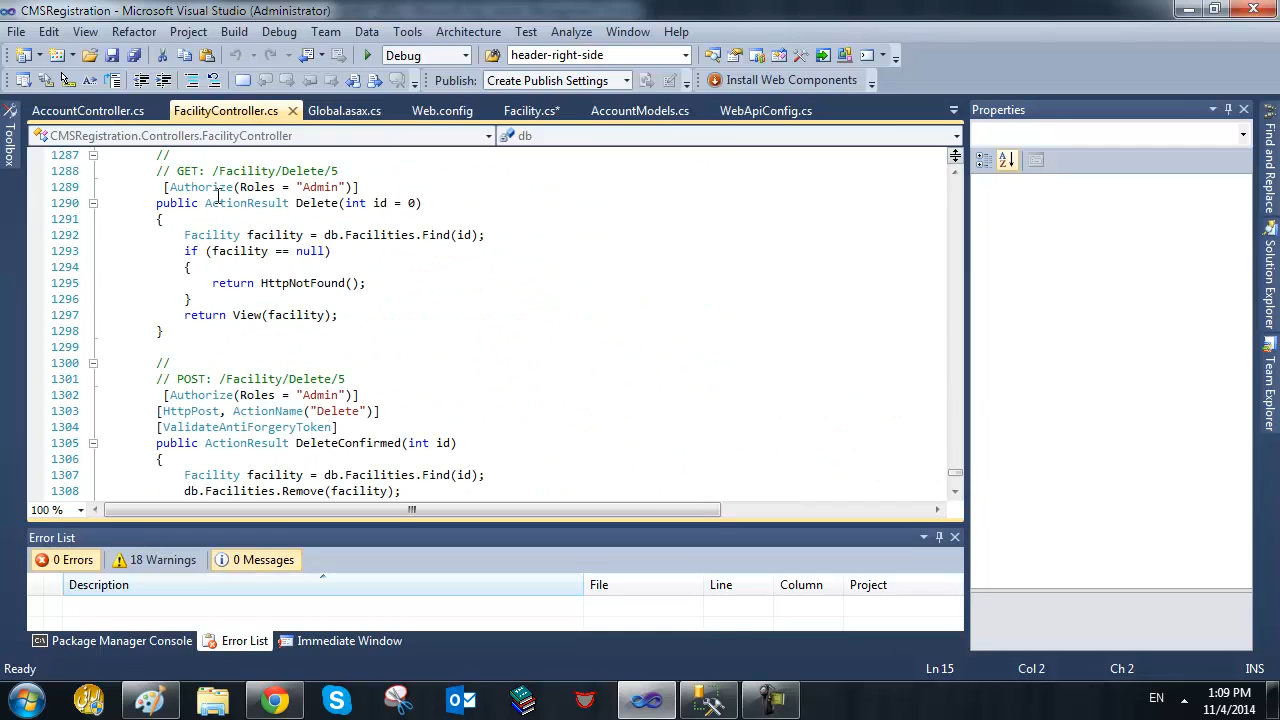 CMSRegistration - Microsoft Visual Studio (Administrator)
File Edit View Refactor Project Build Debug Team Data Tools Architecture Test Analyze Window Help
Debug header-right-side
Publish: Create Publish Settings Install Web Components
AccountController.cs FacilityController.cs Global.asax.cs Web.config Facility.cs* AccountModels.cs WebApiConfig.cs
Properties
Toolbox
CMSRegistration.Controllers.FacilityController db
1287 //
1288 // GET: /Facility/Delete/5
1289 [Authorize(Roles = "Admin")]
1290 public ActionResult Delete(int id = 0)
1291 {
1292 Facility facility = db.Facilities.Find(id);
1293 if (facility == null)
1294 {
1295 return HttpNotFound();
1296 }
1297 return View(facility);
1298 }
1299
1300 //
1301 // POST: /Facility/Delete/5
1302 [Authorize(Roles = "Admin")]
1303 [HttpPost, ActionName("Delete")]
1304 [ValidateAntiForgeryToken]
1305 public ActionResult DeleteConfirmed(int id)
1306 {
1307 Facility facility = db.Facilities.Find(id);
1308 db.Facilities.Remove(facility);
100 %
Find and Replace
Solution Explorer
Team Explorer
Error List
0 Errors 18 Warnings 0 Messages
Description File Line Column Project
Package Manager Console Error List Immediate Window
Ready Ln 15 Col 2 Ch 2 INS
EN 1:09 PM
11/4/2014